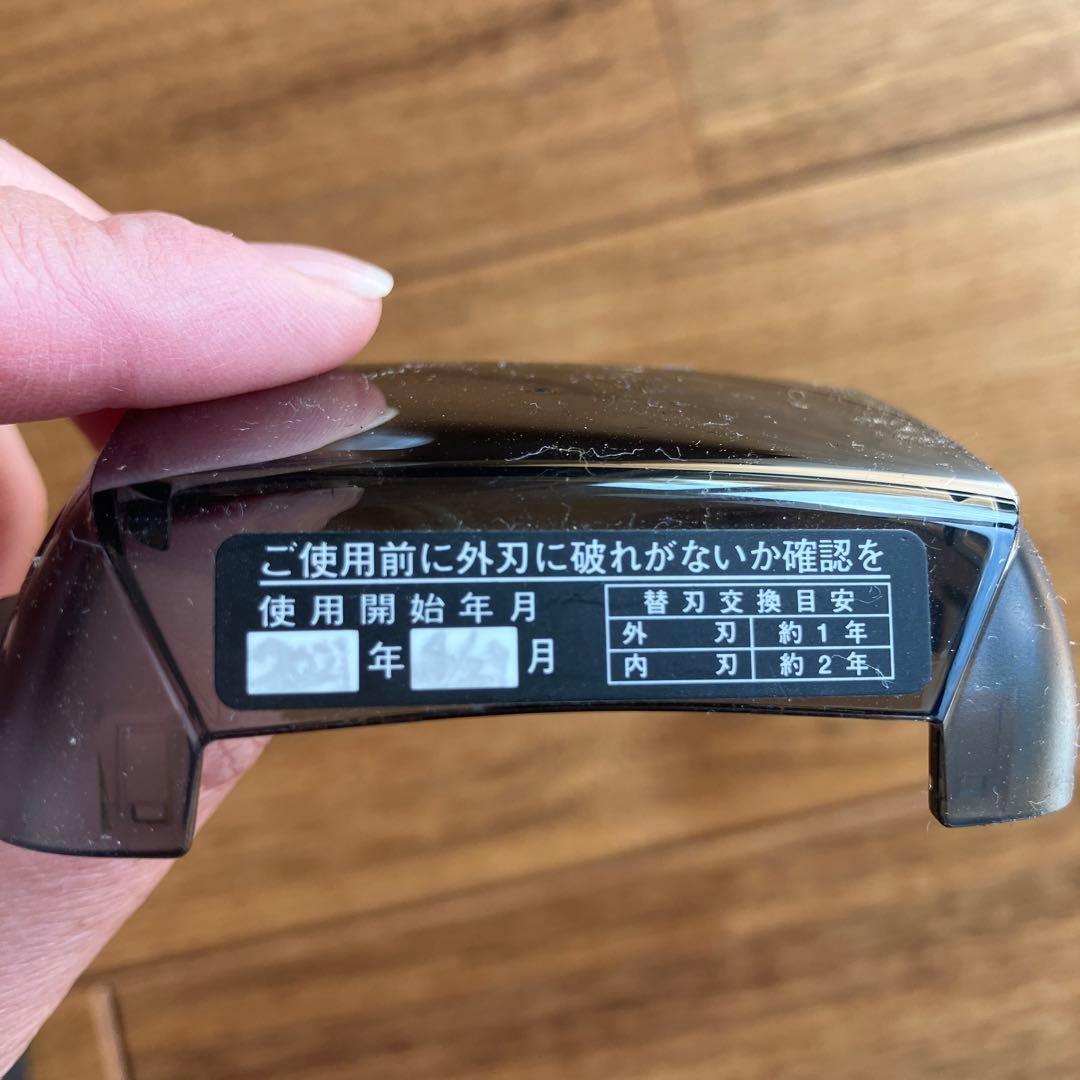 ご使用前に外刃に破れがないか確認を
使用開始年月
年 月
替刃交換目安
外刃 約1年
内刃 約2年